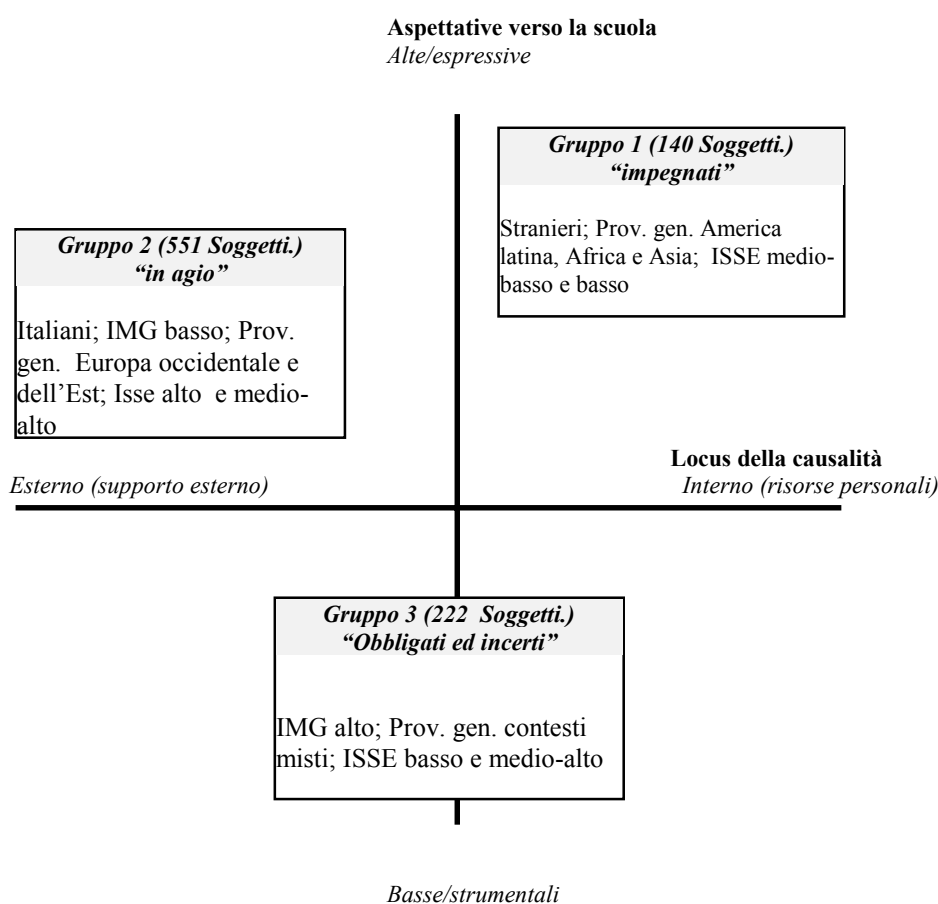 Aspettative verso la scuola
Alte/espressive
Gruppo 1 (140 Soggetti.)
“impegnati”
Stranieri; Prov. gen. America
latina, Africa e Asia;  ISSE medio-
basso e basso
Gruppo 2 (551 Soggetti.)
“in agio”
Italiani; IMG basso; Prov.
gen.  Europa occidentale e
dell’Est; Isse alto  e medio-
alto
Locus della causalità
Esterno (supporto esterno)
Interno (risorse personali)
Gruppo 3 (222  Soggetti.)
“Obbligati ed incerti”
IMG alto; Prov. gen. contesti
misti; ISSE basso e medio-alto
Basse/strumentali